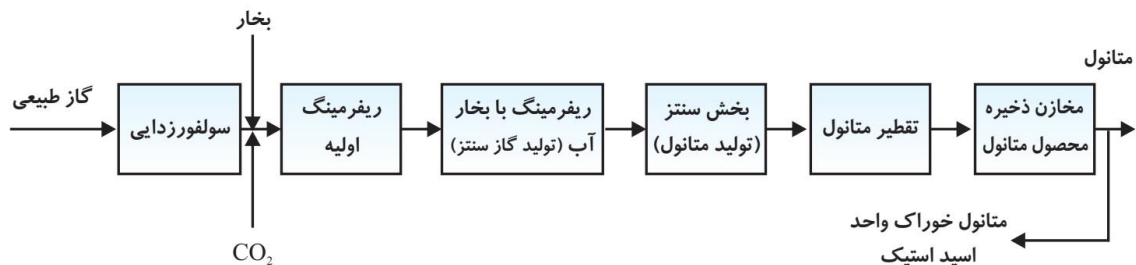 بخار
گاز طبیعی
سولفورزدایی
CO₂
ریفرمینگ
اولیه
ریفرمینگ با بخار
آب (تولید گاز سنتز)
بخش سنتز
(تولید متانول)
تقطیر متانول
مخازن ذخیره
محصول متانول
متانول
متانول خوراک واحد
اسید استیک